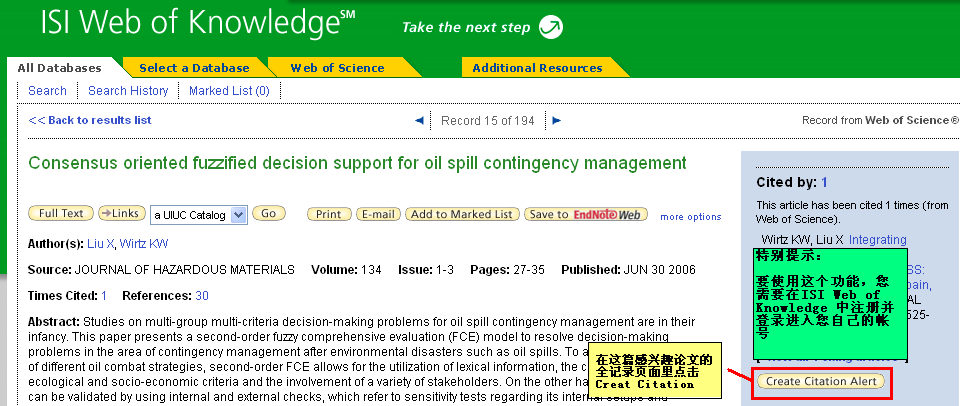 ISI Web of Knowledge℠ Take the next step
All Databases Select a Database Web of Science Additional Resources
Search Search History Marked List (0)
<< Back to results list Record 15 of 194 Record from Web of Science®
Consensus oriented fuzzified decision support for oil spill contingency management
Full Text Links a UIUC Catalog Go Print E-mail Add to Marked List Save to EndNote Web more options
Author(s): Liu X, Wirtz KW
Source: JOURNAL OF HAZARDOUS MATERIALS Volume: 134 Issue: 1-3 Pages: 27-35 Published: JUN 30 2006
Times Cited: 1 References: 30
Abstract: Studies on multi-group multi-criteria decision-making problems for oil spill contingency management are in their
infancy. This paper presents a second-order fuzzy comprehensive evaluation (FCE) model to resolve decision-making
problems in the area of contingency management after environmental disasters such as oil spills. To a
of different oil combat strategies, second-order FCE allows for the utilization of lexical information, the c
ecological and socio-economic criteria and the involvement of a variety of stakeholders. On the other ha
can be validated by using internal and external checks, which refer to sensitivity tests regarding its internal setups and
Cited by: 1
This article has been cited 1 times (from
Web of Science).
Wirtz KW, Liu X Integrating
SS:
pain,
AL
525-
特别提示:
要使用这个功能，您
需要在ISI Web of
Knowledge 中注册并
登录进入您自己的帐
号
在这篇感兴趣论文的
全记录页面里点击
Creat Citation
Create Citation Alert